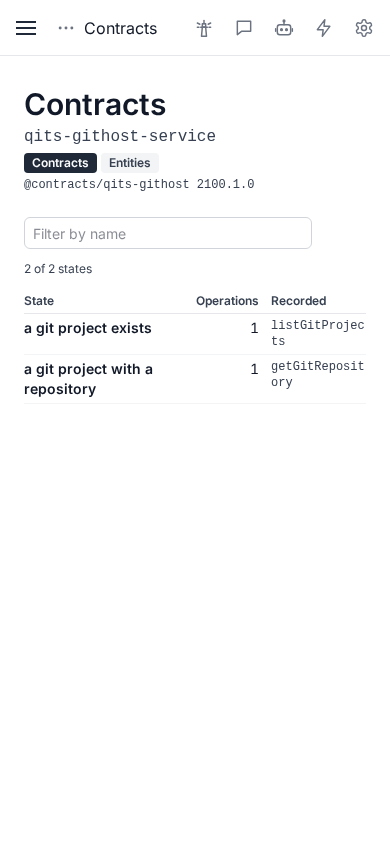 Contracts
Contracts
qits-githost-service
Contracts Entities
@contracts/qits-githost 2100.1.0
Filter by name
2 of 2 states
State Operations Recorded
a git project exists 1 listGitProjec
ts
a git project with a 1 getGitReposit
repository ory